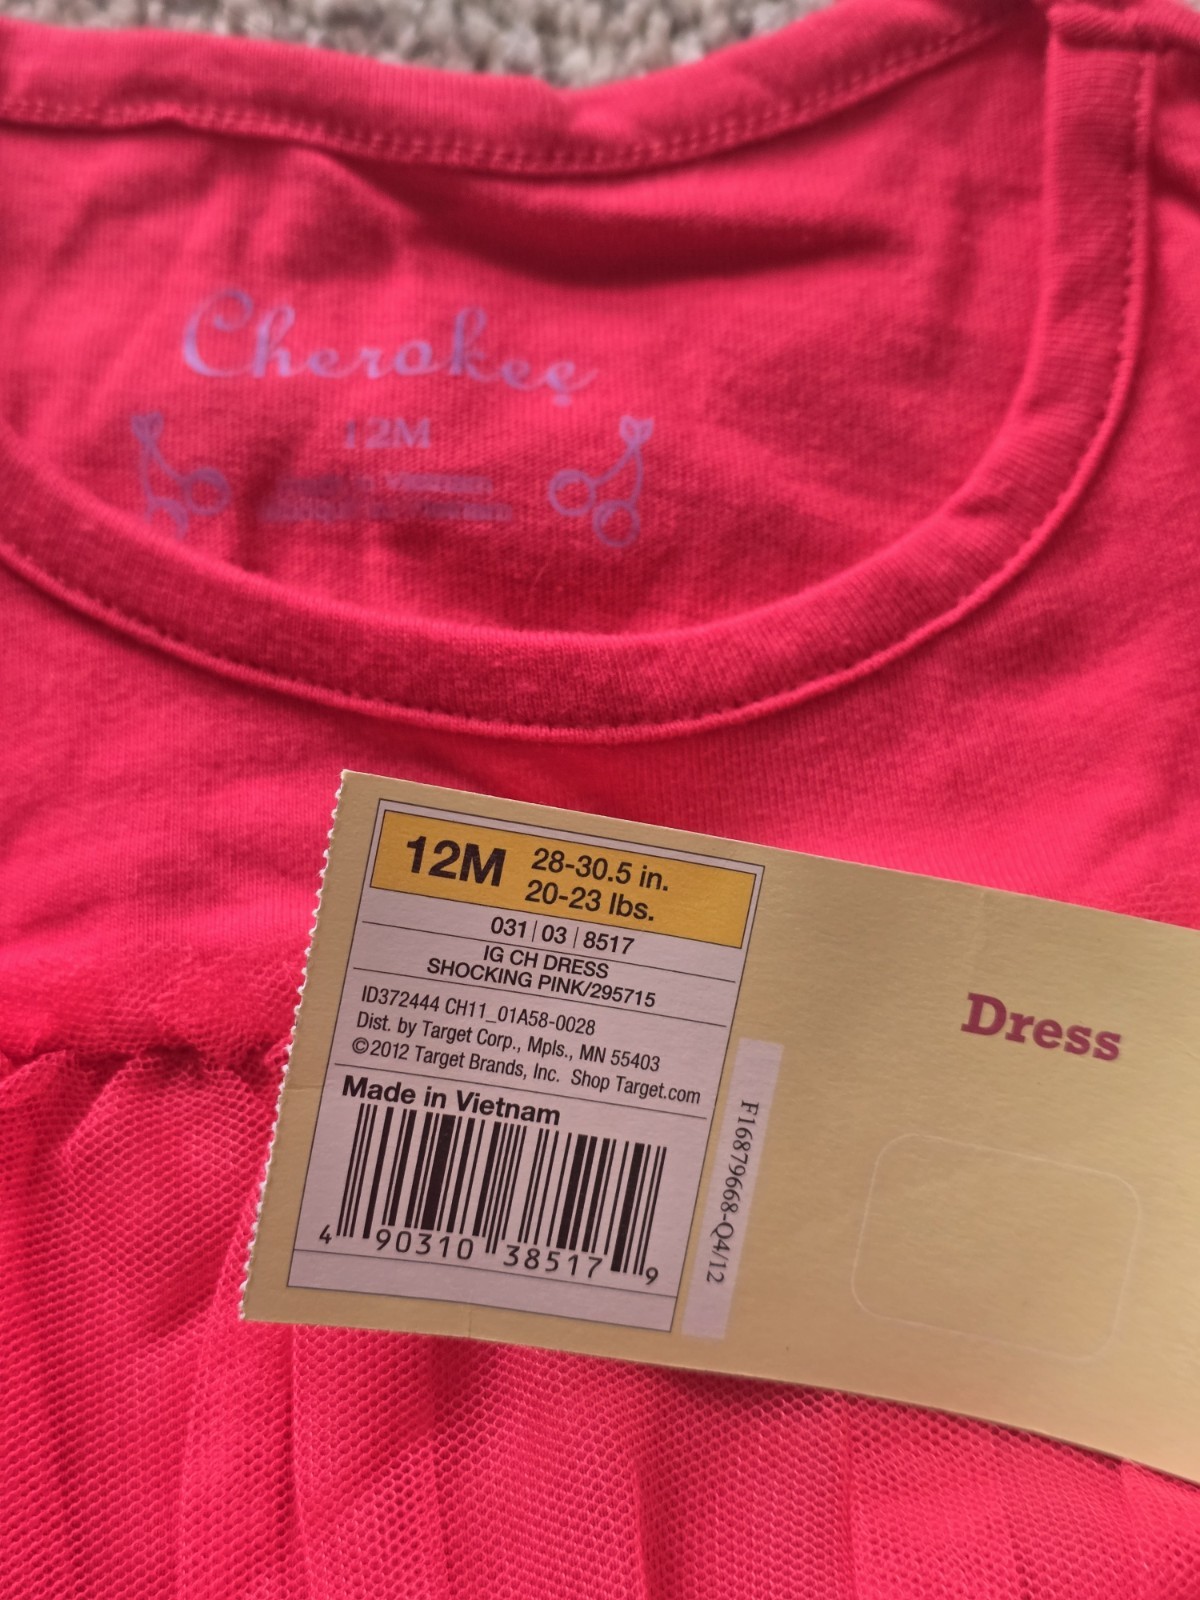 Cherokee
12M
12M
28-30.5 in.
20-23 lbs.
031|03|8517
IG CH DRESS
SHOCKING PINK/295715
ID372444 CH11_01A58-0028
Dist. by Target Corp., Mpls., MN 55403
©2012 Target Brands, Inc. Shop Target.com
Made in Vietnam
4 90310 38517 9
F16879668-Q4/12
Dress